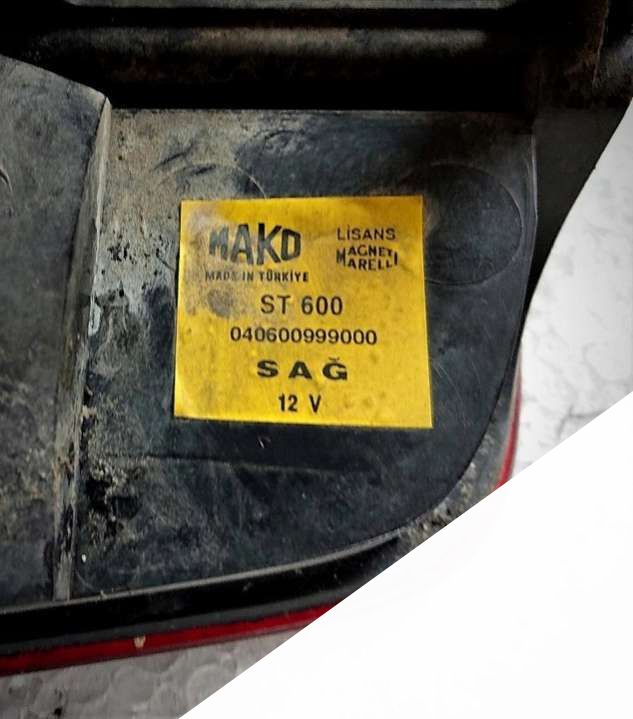 MAKO
MADE IN TÜRKİYE
LİSANS
MAGNETI
MARELLI
ST 600
040600999000
SAĞ
12 V